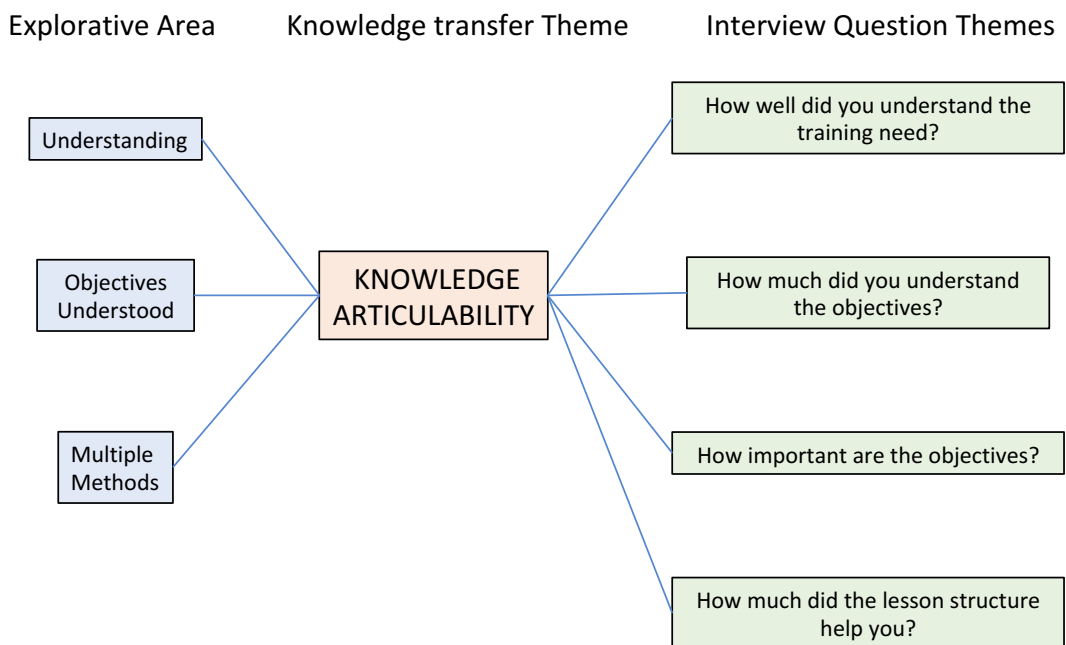 Explorative Area
Knowledge transfer Theme
Interview Question Themes
Understanding
Objectives
Understood
Multiple
Methods
KNOWLEDGE
ARTICULABILITY
How well did you understand the
training need?
How much did you understand
the objectives?
How important are the objectives?
How much did the lesson structure
help you?